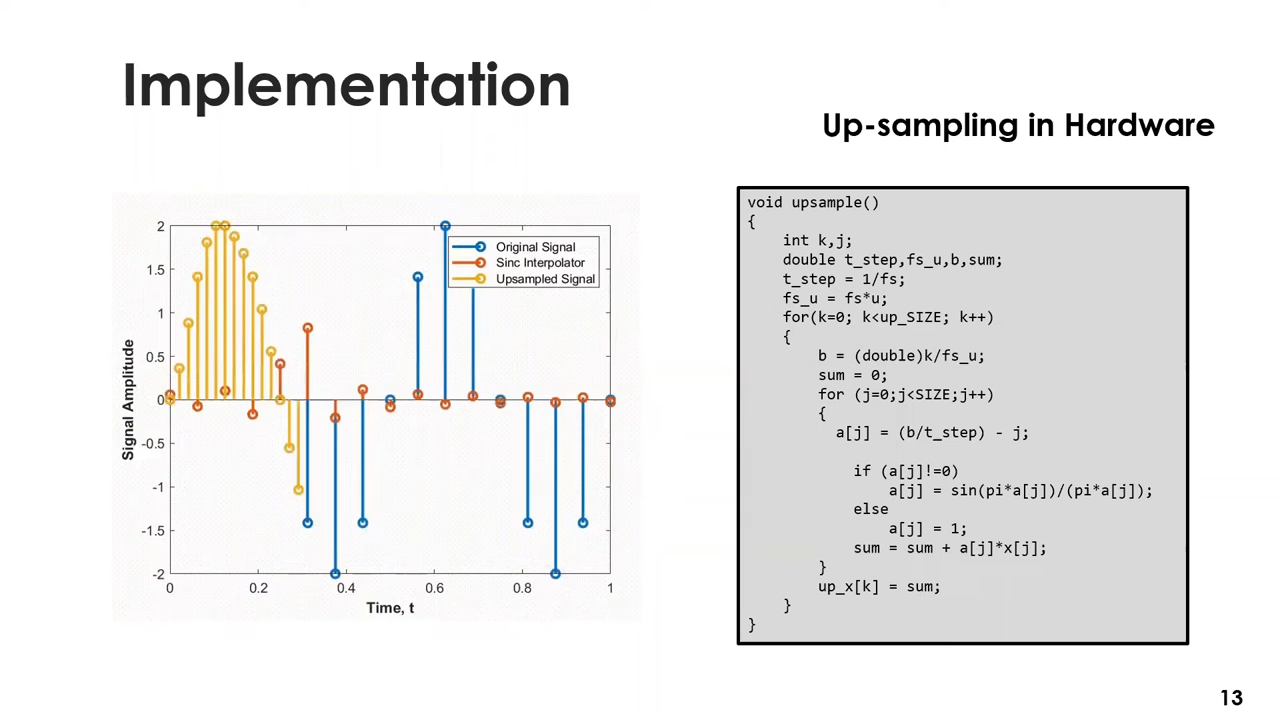 Implementation
Up-sampling in Hardware
2
1.5
1
0.5
0
-0.5
-1
-1.5
-2
0
0.2
0.4
0.6
0.8
1
Signal Amplitude
Time, t
Original Signal
Sinc Interpolator
Upsampled Signal
void upsample()
{
int k,j;
double t_step,fs_u,b,sum;
t_step = 1/fs;
fs_u = fs*u;
for(k=0; k<up_SIZE; k++)
{
b = (double)k/fs_u;
sum = 0;
for (j=0;j<SIZE;j++)
{
a[j] = (b/t_step) - j;
if (a[j]!=0)
a[j] = sin(pi*a[j])/(pi*a[j]);
else
a[j] = 1;
sum = sum + a[j]*x[j];
}
up_x[k] = sum;
}
}
13